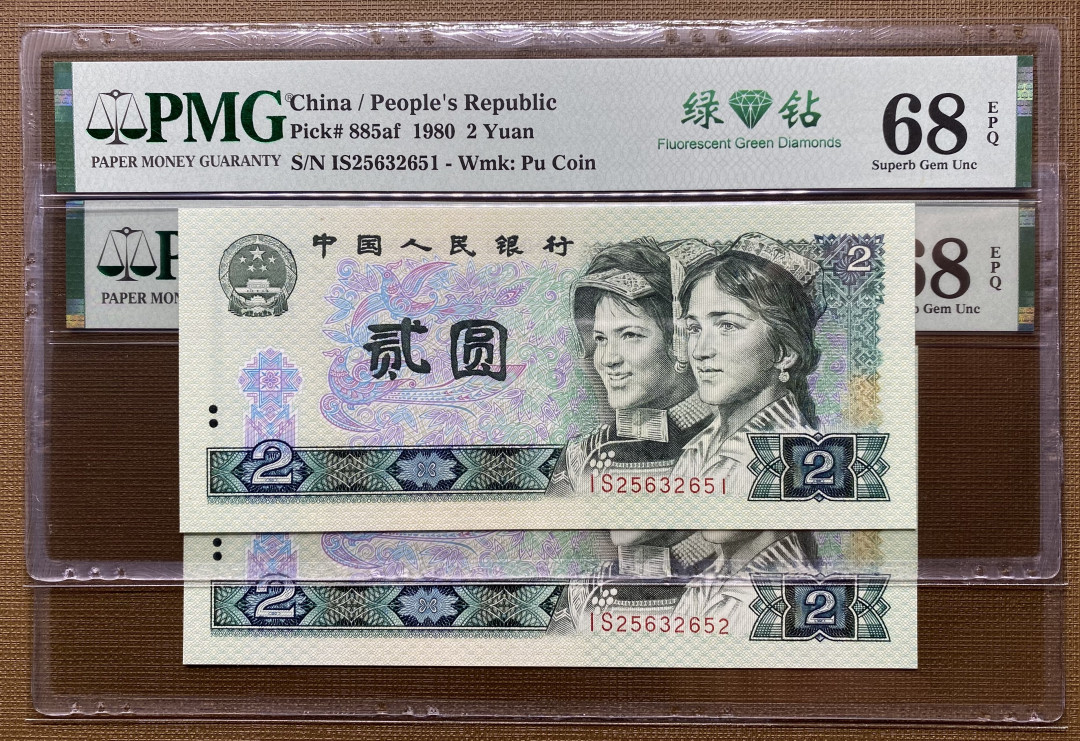 PMG®
PAPER MONEY GUARANTY
China / People's Republic
Pick# 885af 1980 2 Yuan
S/N IS25632651 - Wmk: Pu Coin
绿 钻
Fluorescent Green Diamonds
68
EPQ
Superb Gem Unc
P
PAPER MON
68
EPQ
Gem Unc
中国人民银行
2
贰圆
2
IS25632651
2
2
IS25632652
2